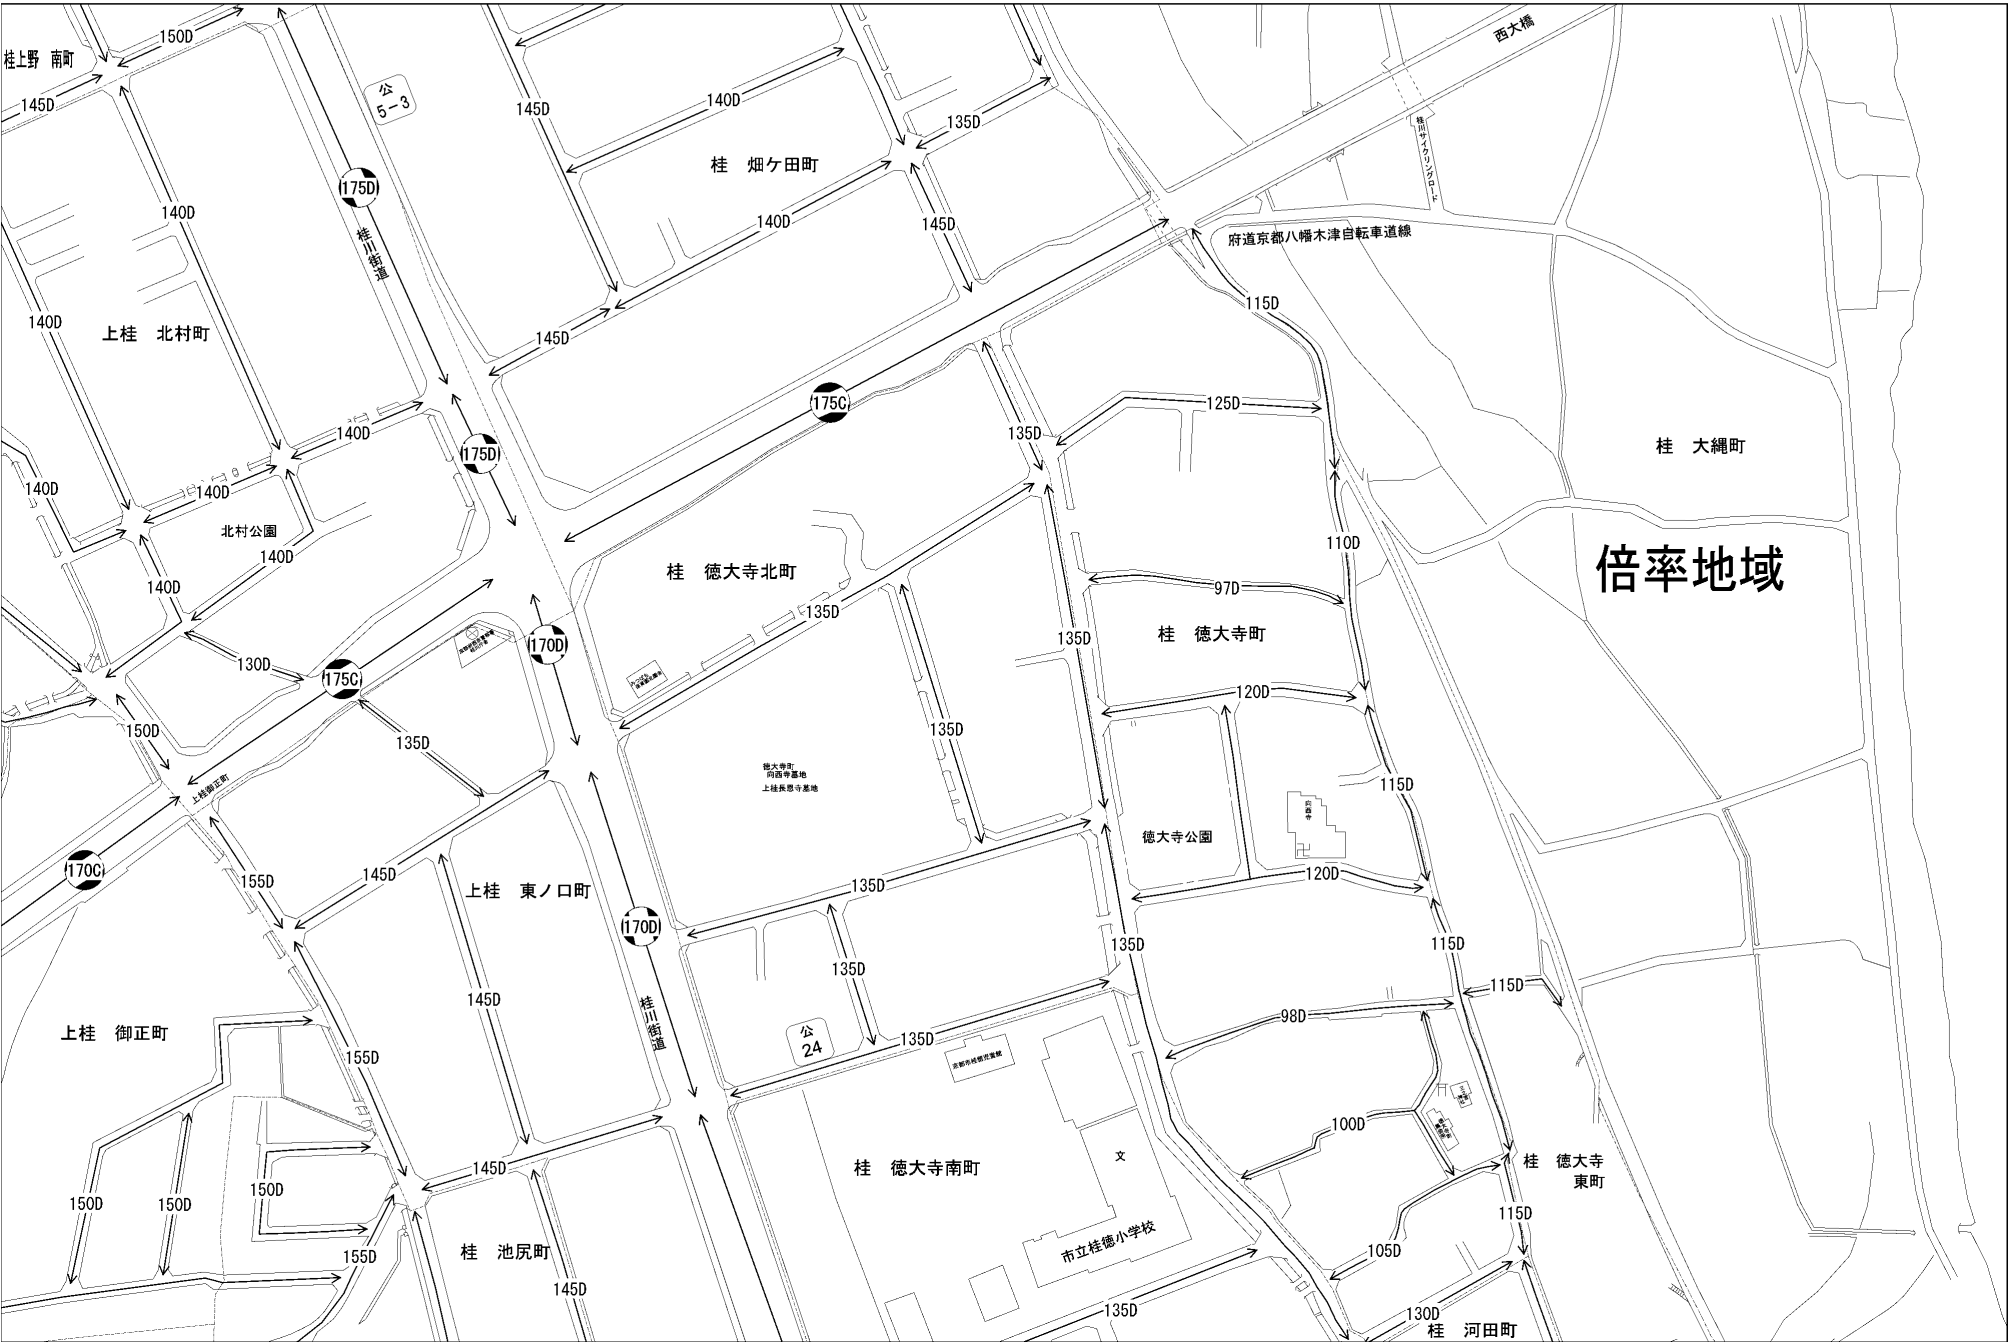 150D
桂上野 南町
145D
公
5-3
175D
桂川街道
140D
140D
上桂 北村町
145D
140D
135D
桂 畑ケ田町
140D
145D
145D
西大橋
桂川サイクリングロード
府道京都八幡木津自転車道線
115D
175C
125D
135D
140D
175D
140D
140D
北村公園
140D
140D
桂 大縄町
倍率地域
110D
97D
桂 徳大寺北町
135D
135D
桂 徳大寺町
170D
130D
175C
150D
135D
上桂御正町
120D
135D
徳大寺町
向西寺墓地
上桂長恩寺墓地
115D
向西寺
卍
徳大寺公園
120D
170C
155D
145D
上桂 東ノ口町
135D
170D
135D
135D
115D
115D
145D
桂川街道
公
24
135D
98D
上桂 御正町
155D
100D
145D
桂 徳大寺南町
文
桂 徳大寺
東町
150D
150D
150D
115D
155D
桂 池尻町
145D
市立桂徳小学校
105D
135D
130D
桂 河田町